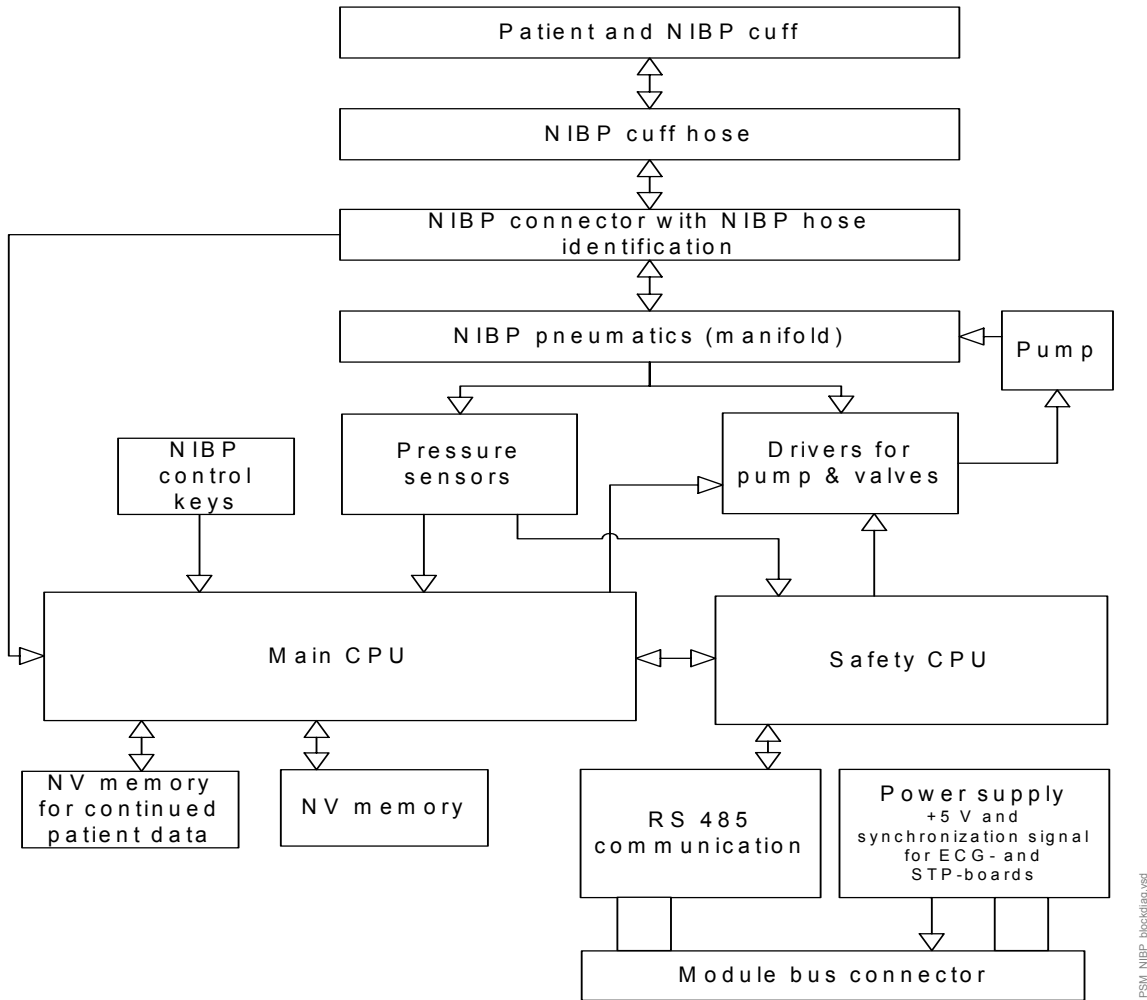 Patient and NIBP cuff
NIBP cuff hose
NIBP connector with NIBP hose
identification
NIBP pneumatics (manifold)
Pump
NIBP
control
keys
Pressure
sensors
Drivers for
pump & valves
Main CPU
Safety CPU
NV memory
for continued
patient data
NV memory
RS 485
communication
Power supply
+5 V and
synchronization signal
for ECG- and
STP-boards
Module bus connector
PSM_NIBP_blockdiag.vsd